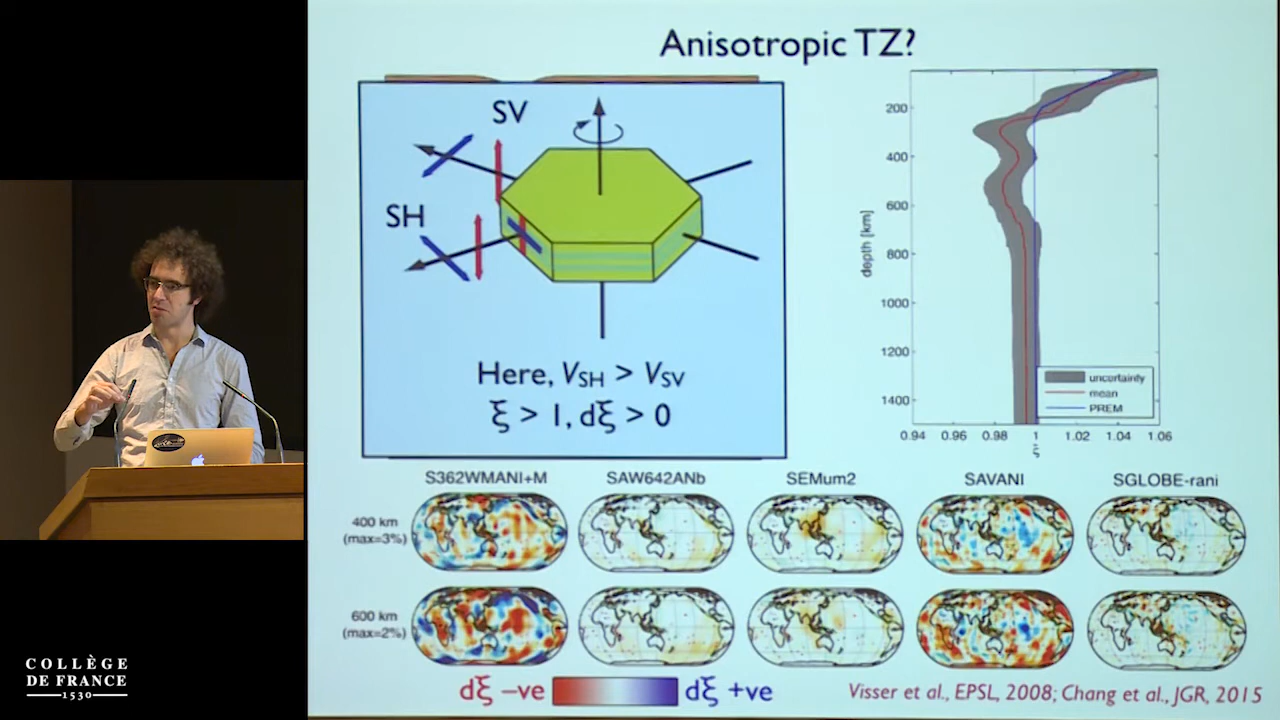 Anisotropic TZ?
SV
SH
Here, VSH > VSV
ξ > 1, dξ > 0
200
400
600
800
1000
1200
1400
depth [km]
0.94 0.96 0.98 1 1.02 1.04 1.06
ξ
uncertainty
mean
PREM
S362WMANI+M SAW642ANb SEMum2 SAVANI SGLOBE-rani
400 km
(max=3%)
600 km
(max=2%)
dξ –ve dξ +ve
Visser et al., EPSL, 2008; Chang et al., JGR, 2015
COLLÈGE
DE FRANCE
1530